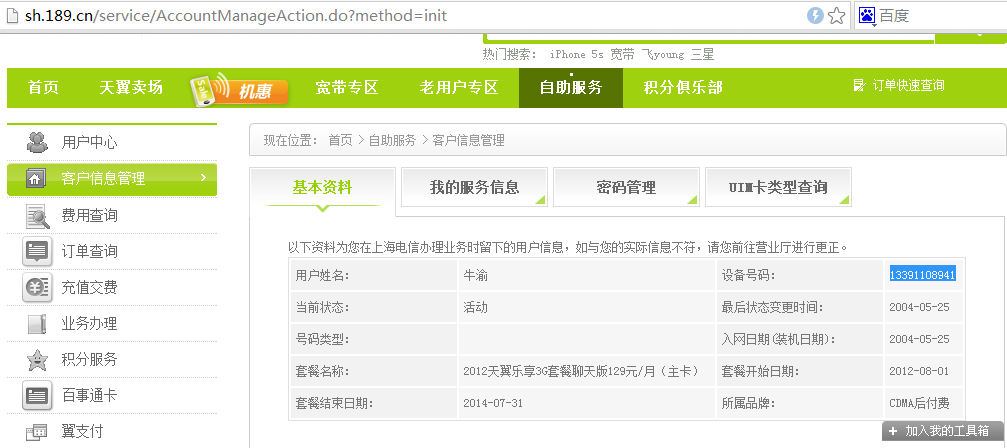 sh.189.cn/service/AccountManageAction.do?method=init 百度
热门搜索： iPhone 5s 宽带 飞young 三星
首页 天翼卖场 机惠 宽带专区 老用户专区 自助服务 积分俱乐部 订单快速查询
用户中心
客户信息管理
费用查询
订单查询
充值交费
业务办理
积分服务
百事通卡
翼支付
现在位置： 首页 > 自助服务 > 客户信息管理
基本资料 我的服务信息 密码管理 UIM卡类型查询
以下资料为您在上海电信办理业务时留下的用户信息，如与您的实际信息不符，请您前往营业厅进行更正。
用户姓名： 牛渝 设备号码： 13391108941
当前状态： 活动 最后状态变更时间： 2004-05-25
号码类型： 入网日期(装机日期)： 2004-05-25
套餐名称： 2012天翼乐享3G套餐聊天版129元/月（主卡） 套餐开始日期： 2012-08-01
套餐结束日期： 2014-07-31 所属品牌： CDMA后付费
+ 加入我的工具箱